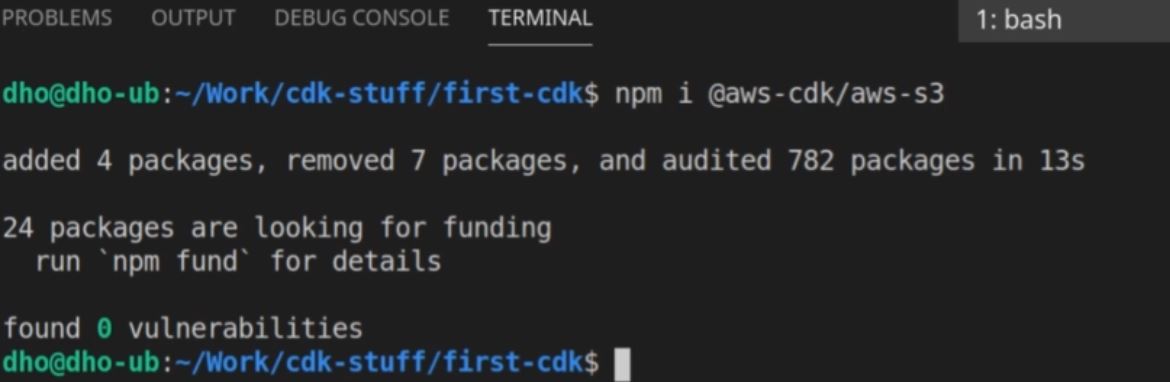 PROBLEMS OUTPUT DEBUG CONSOLE TERMINAL 1: bash
dho@dho-ub:~/Work/cdk-stuff/first-cdk$ npm i @aws-cdk/aws-s3
added 4 packages, removed 7 packages, and audited 782 packages in 13s
24 packages are looking for funding
  run `npm fund` for details
found 0 vulnerabilities
dho@dho-ub:~/Work/cdk-stuff/first-cdk$